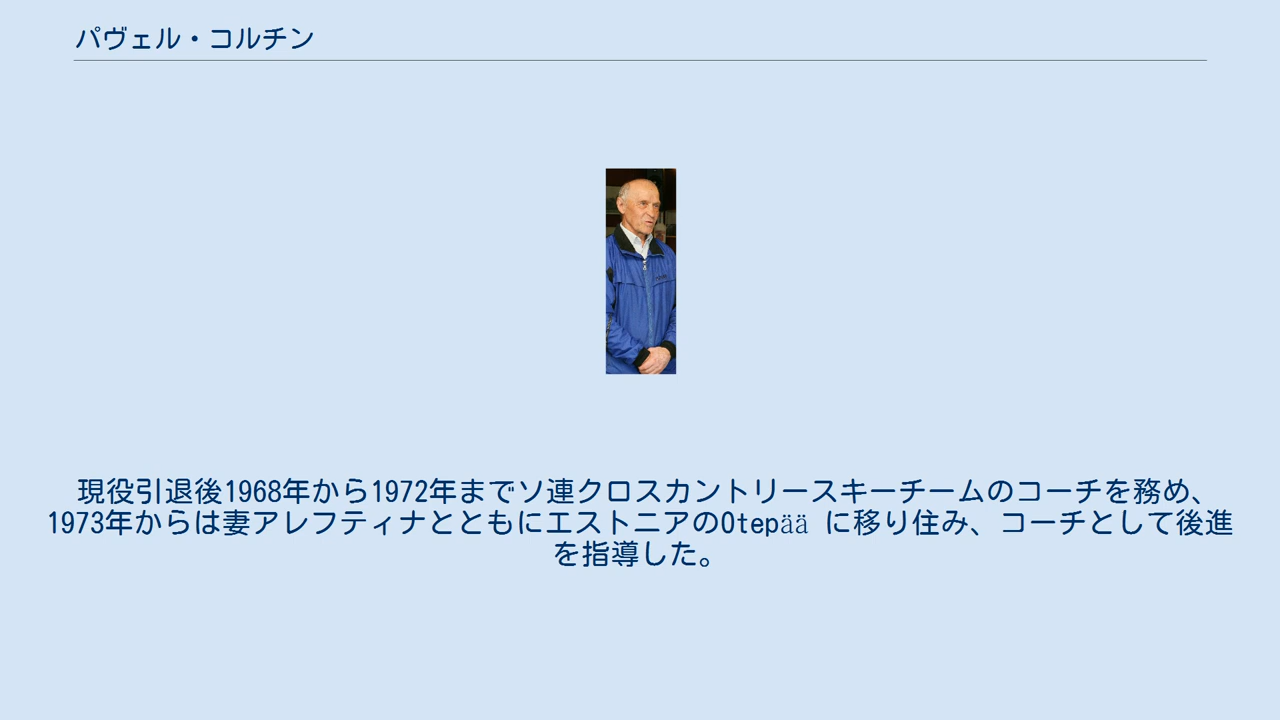 パヴェル・コルチン
現役引退後1968年から1972年までソ連クロスカントリースキーチームのコーチを務め、
1973年からは妻アレフティナとともにエストニアのOtepää に移り住み、コーチとして後進
を指導した。